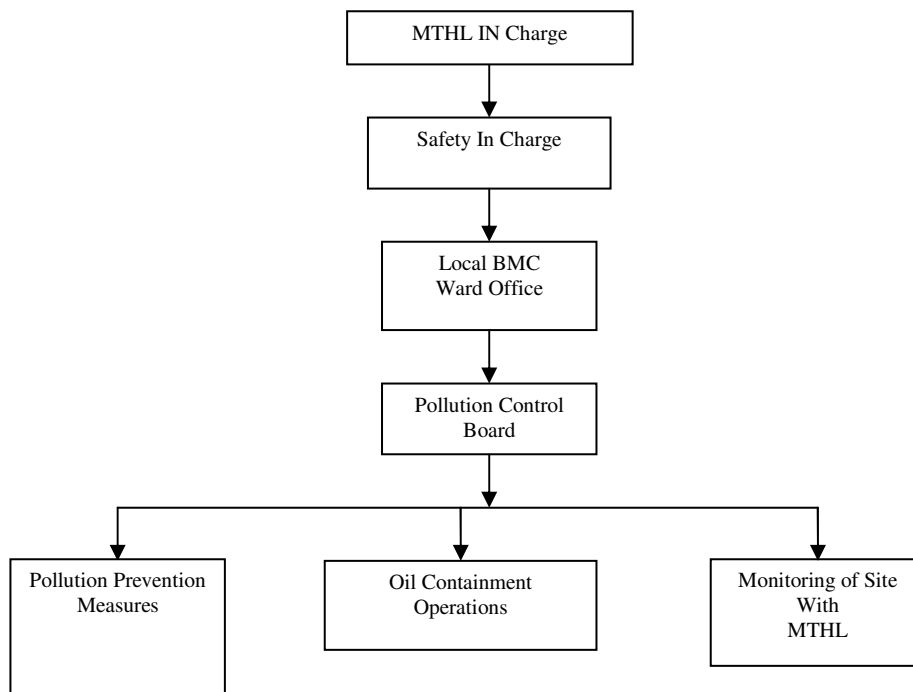 MTHL IN Charge
Safety In Charge
Local BMC
Ward Office
Pollution Control
Board
Pollution Prevention
Measures
Oil Containment
Operations
Monitoring of Site
With
MTHL